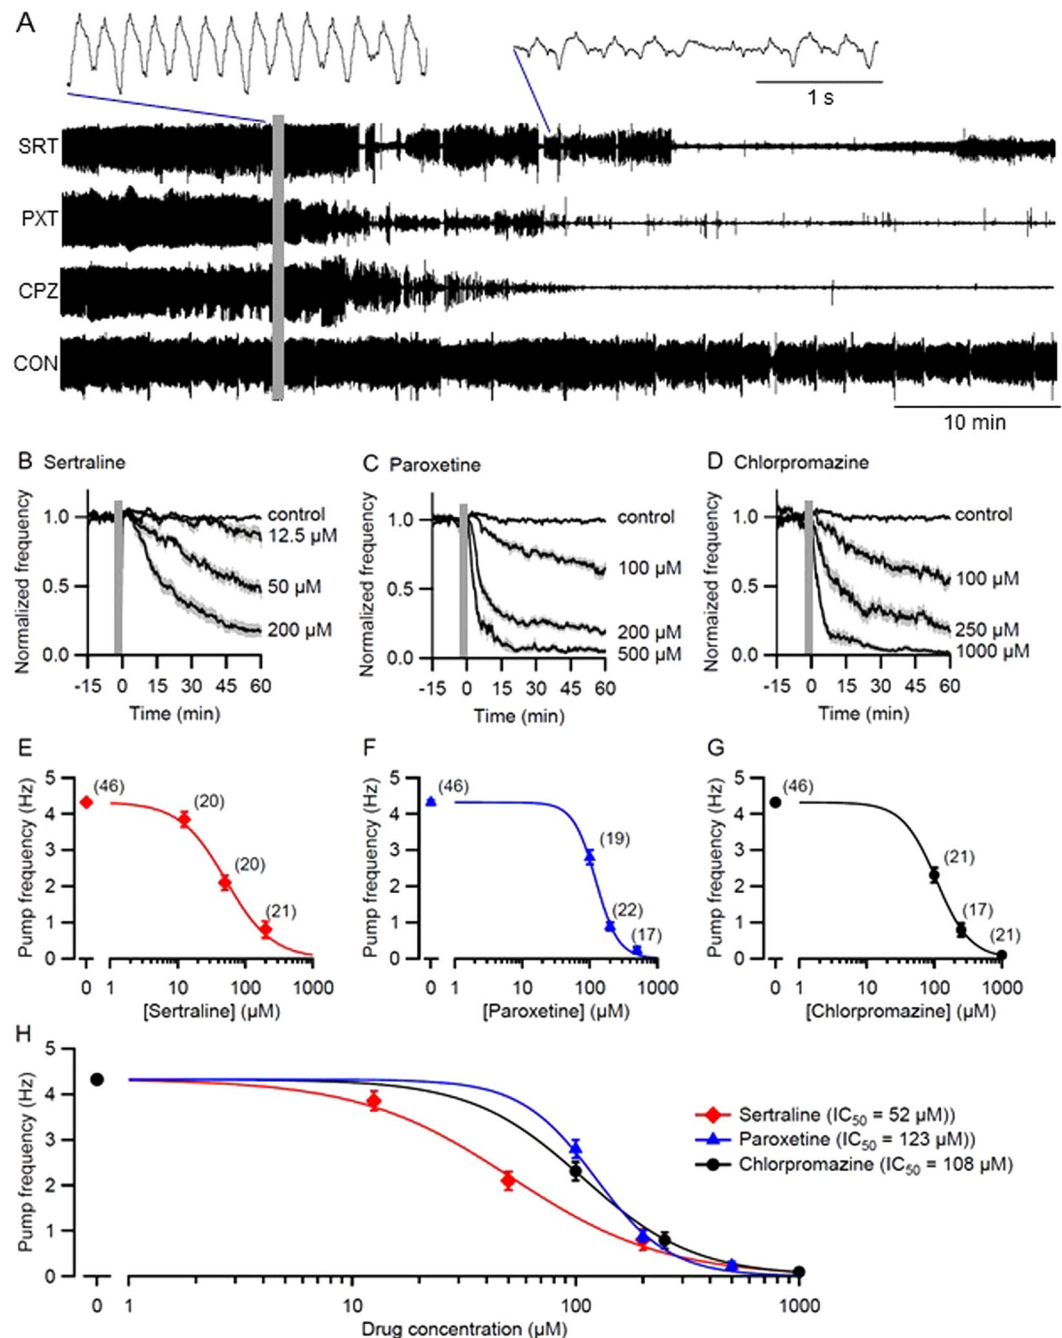 A
1 s
SRT
PXT
CPZ
CON
10 min
B Sertraline
Normalized frequency
1.0
0.5
0.0
control
12.5 µM
50 µM
200 µM
-15 0 15 30 45 60
Time (min)
C Paroxetine
Normalized frequency
1.0
0.5
0.0
control
100 µM
200 µM
500 µM
-15 0 15 30 45 60
Time (min)
D Chlorpromazine
Normaized frequency
1.0
0.5
0.0
control
100 µM
250 µM
1000 µM
-15 0 15 30 45 60
Time (min)
E
Pump frequency (Hz)
5
4
3
2
1
0
(46)
(20)
(20)
(21)
0 1 10 100 1000
[Sertraline] (µM)
F
Pump frequency (Hz)
5
4
3
2
1
0
(46)
(19)
(22)
(17)
0 1 10 100 1000
[Paroxetine] (µM)
G
Pump frequency (Hz)
5
4
3
2
1
0
(46)
(21)
(17)
(21)
0 1 10 100 1000
[Chlorpromazine] (µM)
H
Pump frequency (Hz)
5
4
3
2
1
0
Sertraline (IC50 = 52 µM))
Paroxetine (IC50 = 123 µM))
Chlorpromazine (IC50 = 108 µM)
0 1 10 100 1000
Drug concentration (µM)